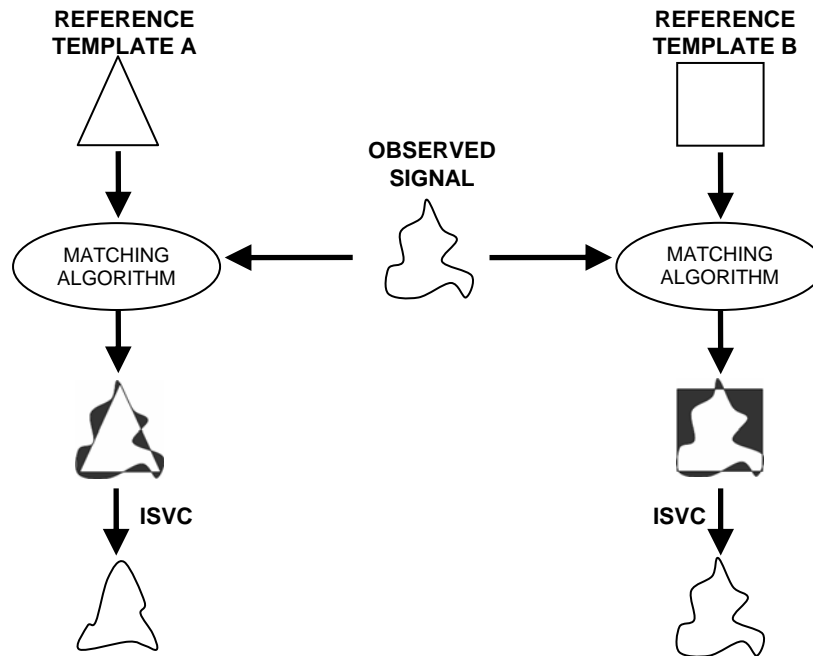 REFERENCE
TEMPLATE A
REFERENCE
TEMPLATE B
OBSERVED
SIGNAL
MATCHING
ALGORITHM
MATCHING
ALGORITHM
ISVC
ISVC